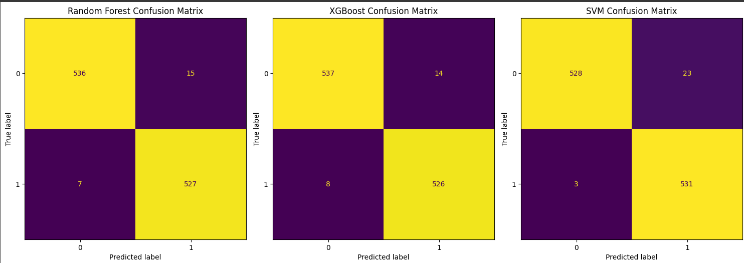 Random Forest Confusion Matrix
0
536
15
True label
1
7
527
0
1
Predicted label
XGBoost Confusion Matrix
0
537
14
True label
1
8
526
0
1
Predicted label
SVM Confusion Matrix
0
528
23
True label
1
3
531
0
1
Predicted label